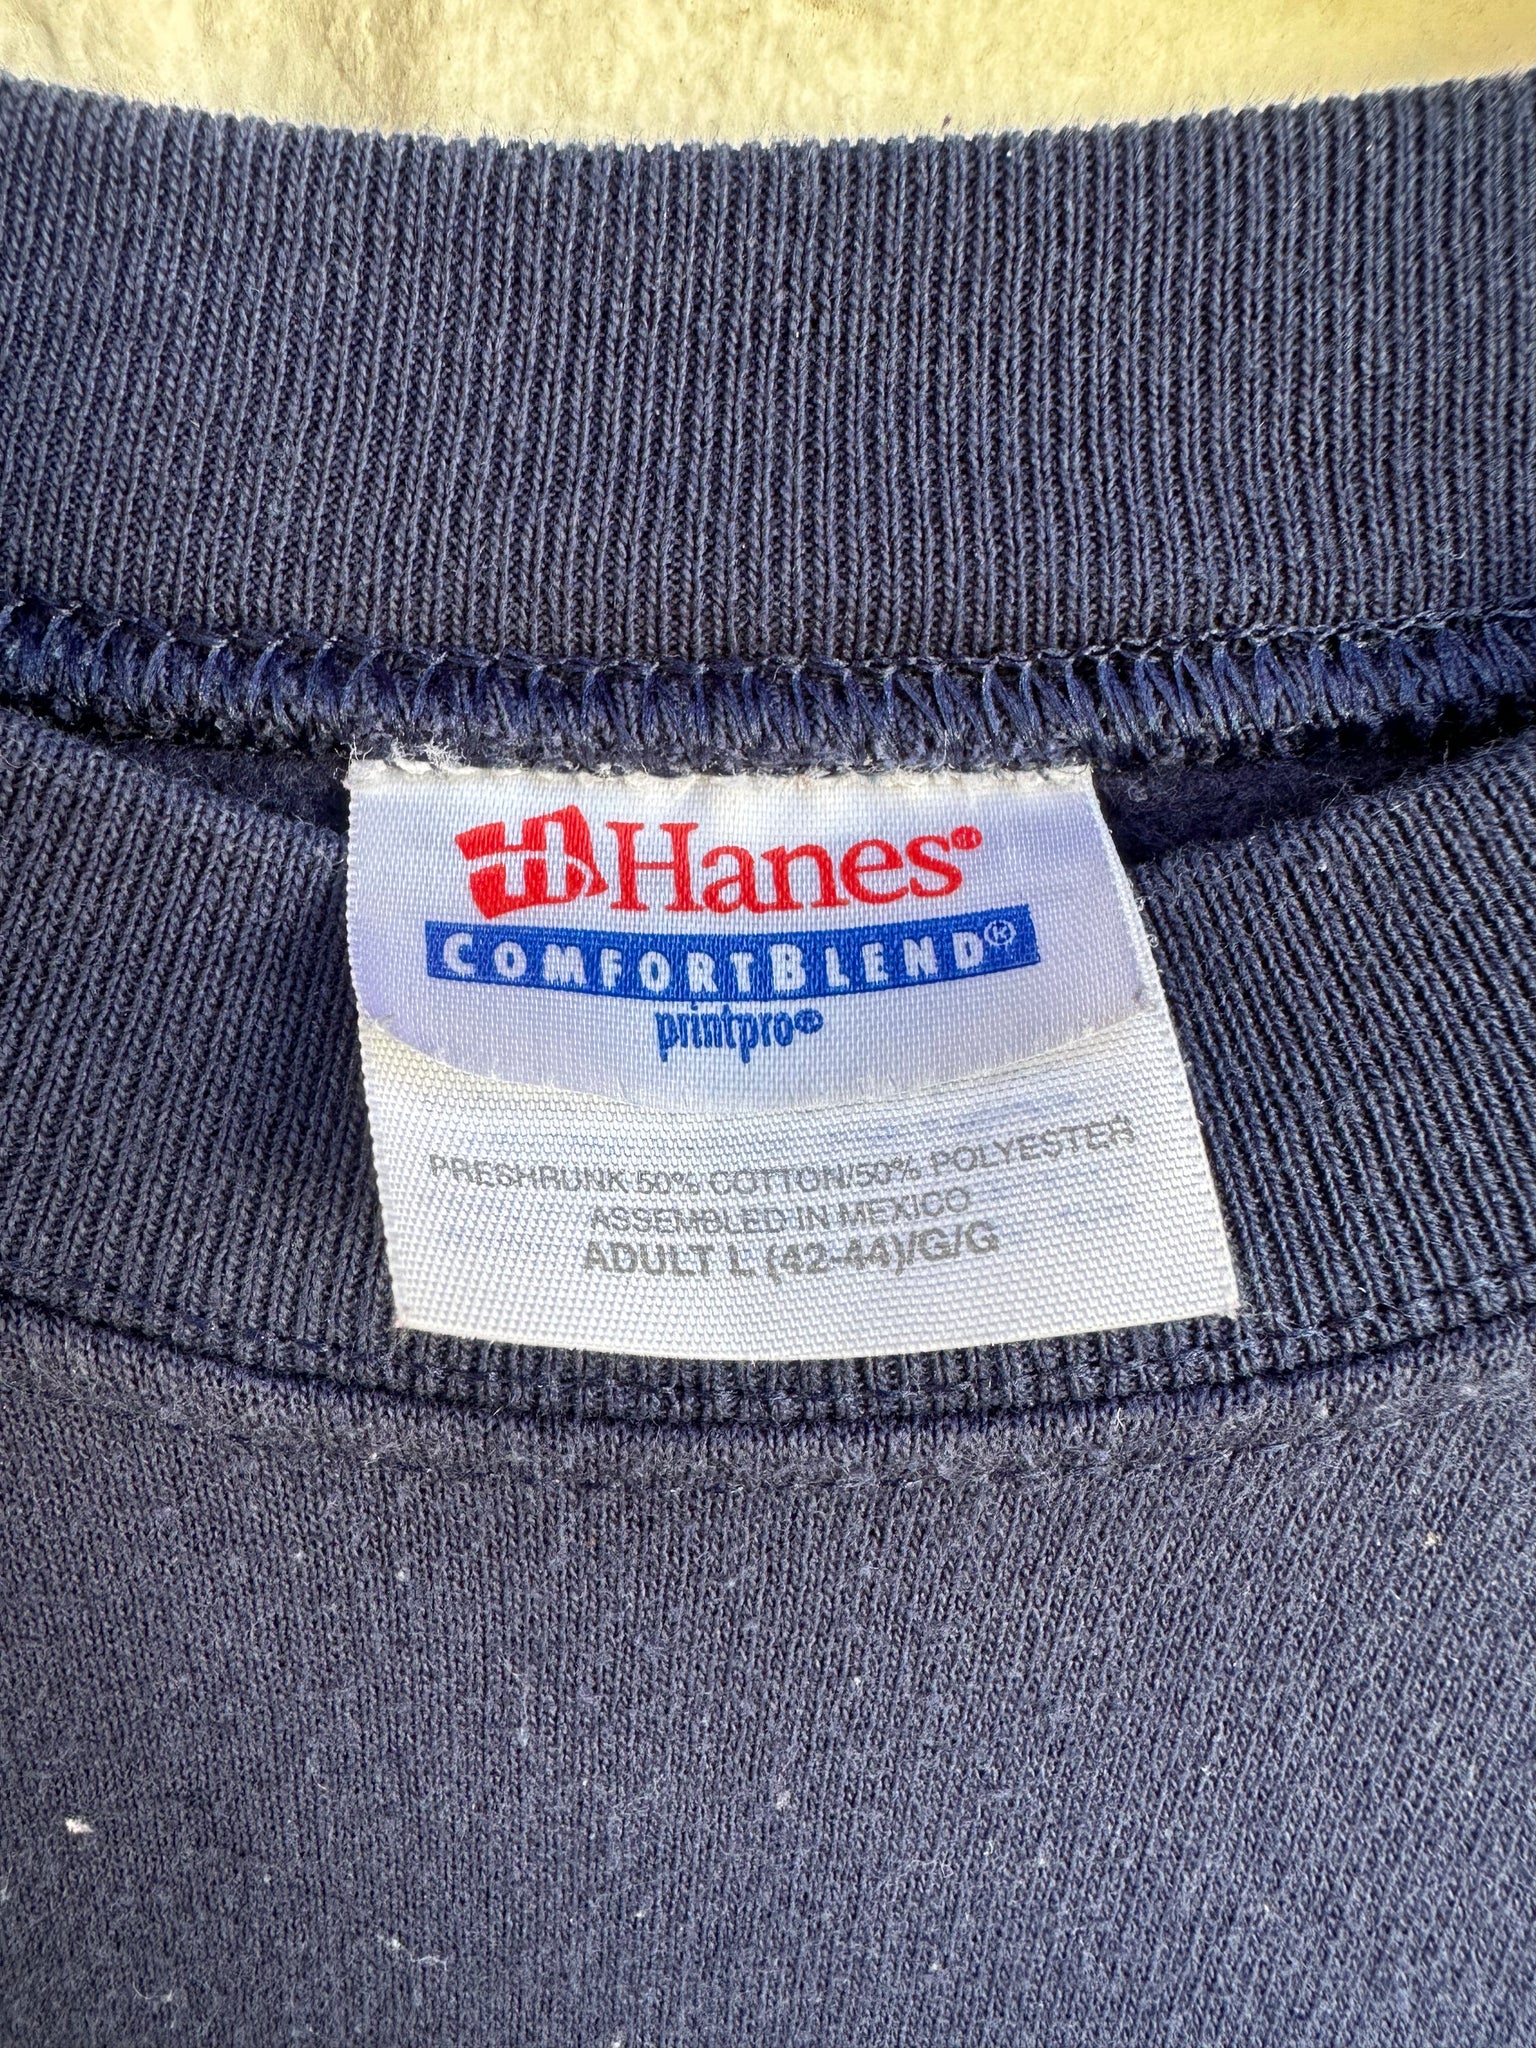 Hanes®
COMFORTBLEND®
printpro®
PRESHRUNK 50% COTTON/50% POLYESTER
ASSEMBLED IN MEXICO
ADULT L (42-44)/G/G